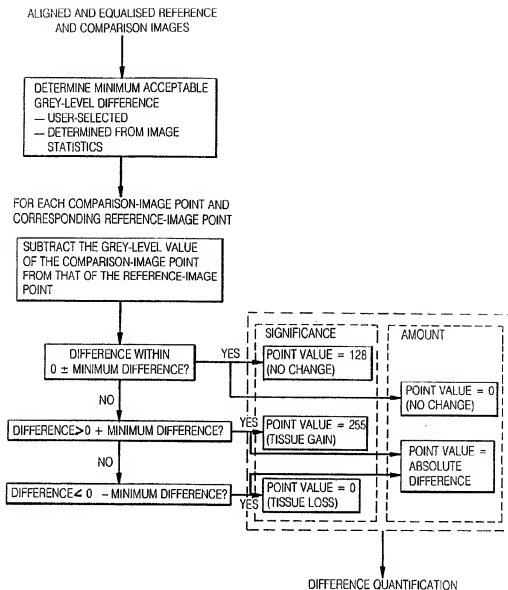 ALIGNED AND EQUALISED REFERENCE
AND COMPARISON IMAGES
DETERMINE MINIMUM ACCEPTABLE
GREY-LEVEL DIFFERENCE
— USER-SELECTED
— DETERMINED FROM IMAGE
STATISTICS
FOR EACH COMPARISON-IMAGE POINT AND
CORRESPONDING REFERENCE-IMAGE POINT
SUBTRACT THE GREY-LEVEL VALUE
OF THE COMPARISON-IMAGE POINT
FROM THAT OF THE REFERENCE-IMAGE
POINT
SIGNIFICANCE
AMOUNT
DIFFERENCE WITHIN
0 ± MINIMUM DIFFERENCE?
YES
POINT VALUE = 128
(NO CHANGE)
POINT VALUE = 0
(NO CHANGE)
NO
DIFFERENCE>0 + MINIMUM DIFFERENCE?
YES
POINT VALUE = 255
(TISSUE GAIN)
POINT VALUE =
ABSOLUTE
DIFFERENCE
NO
DIFFERENCE< 0 - MINIMUM DIFFERENCE?
YES
POINT VALUE = 0
(TISSUE LOSS)
DIFFERENCE QUANTIFICATION